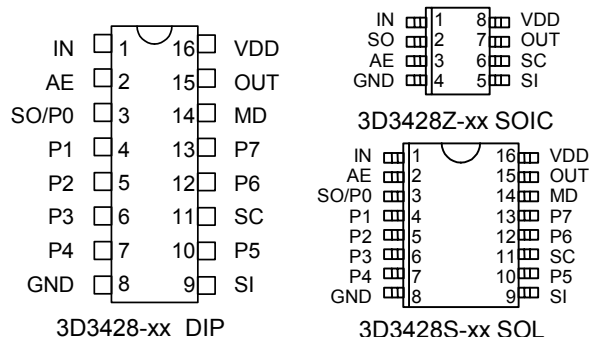 IN 1 16 VDD
AE 2 15 OUT
SO/P0 3 14 MD
P1 4 13 P7
P2 5 12 P6
P3 6 11 SC
P4 7 10 P5
GND 8 9 SI
3D3428-xx DIP
IN 1 8 VDD
SO 2 7 OUT
AE 3 6 SC
GND 4 5 SI
3D3428Z-xx SOIC
IN 1 16 VDD
AE 2 15 OUT
SO/P0 3 14 MD
P1 4 13 P7
P2 5 12 P6
P3 6 11 SC
P4 7 10 P5
GND 8 9 SI
3D3428S-xx SOL